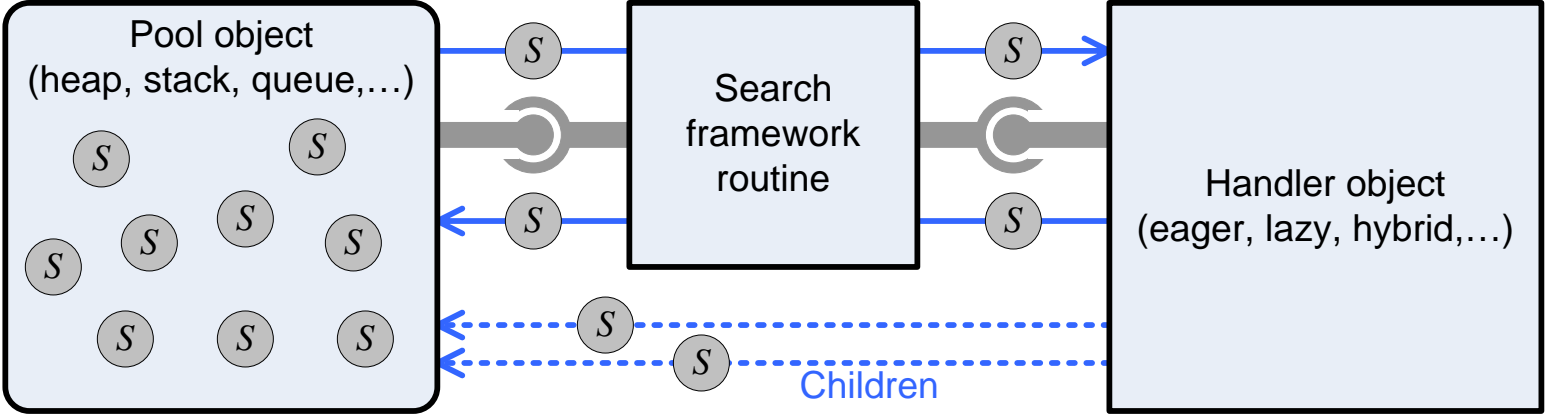 Pool object
(heap, stack, queue,…)
S
S
S
S
S
S
S
S
S
S
S
Search
framework
routine
S
S
Handler object
(eager, lazy, hybrid,…)
S
S
Children